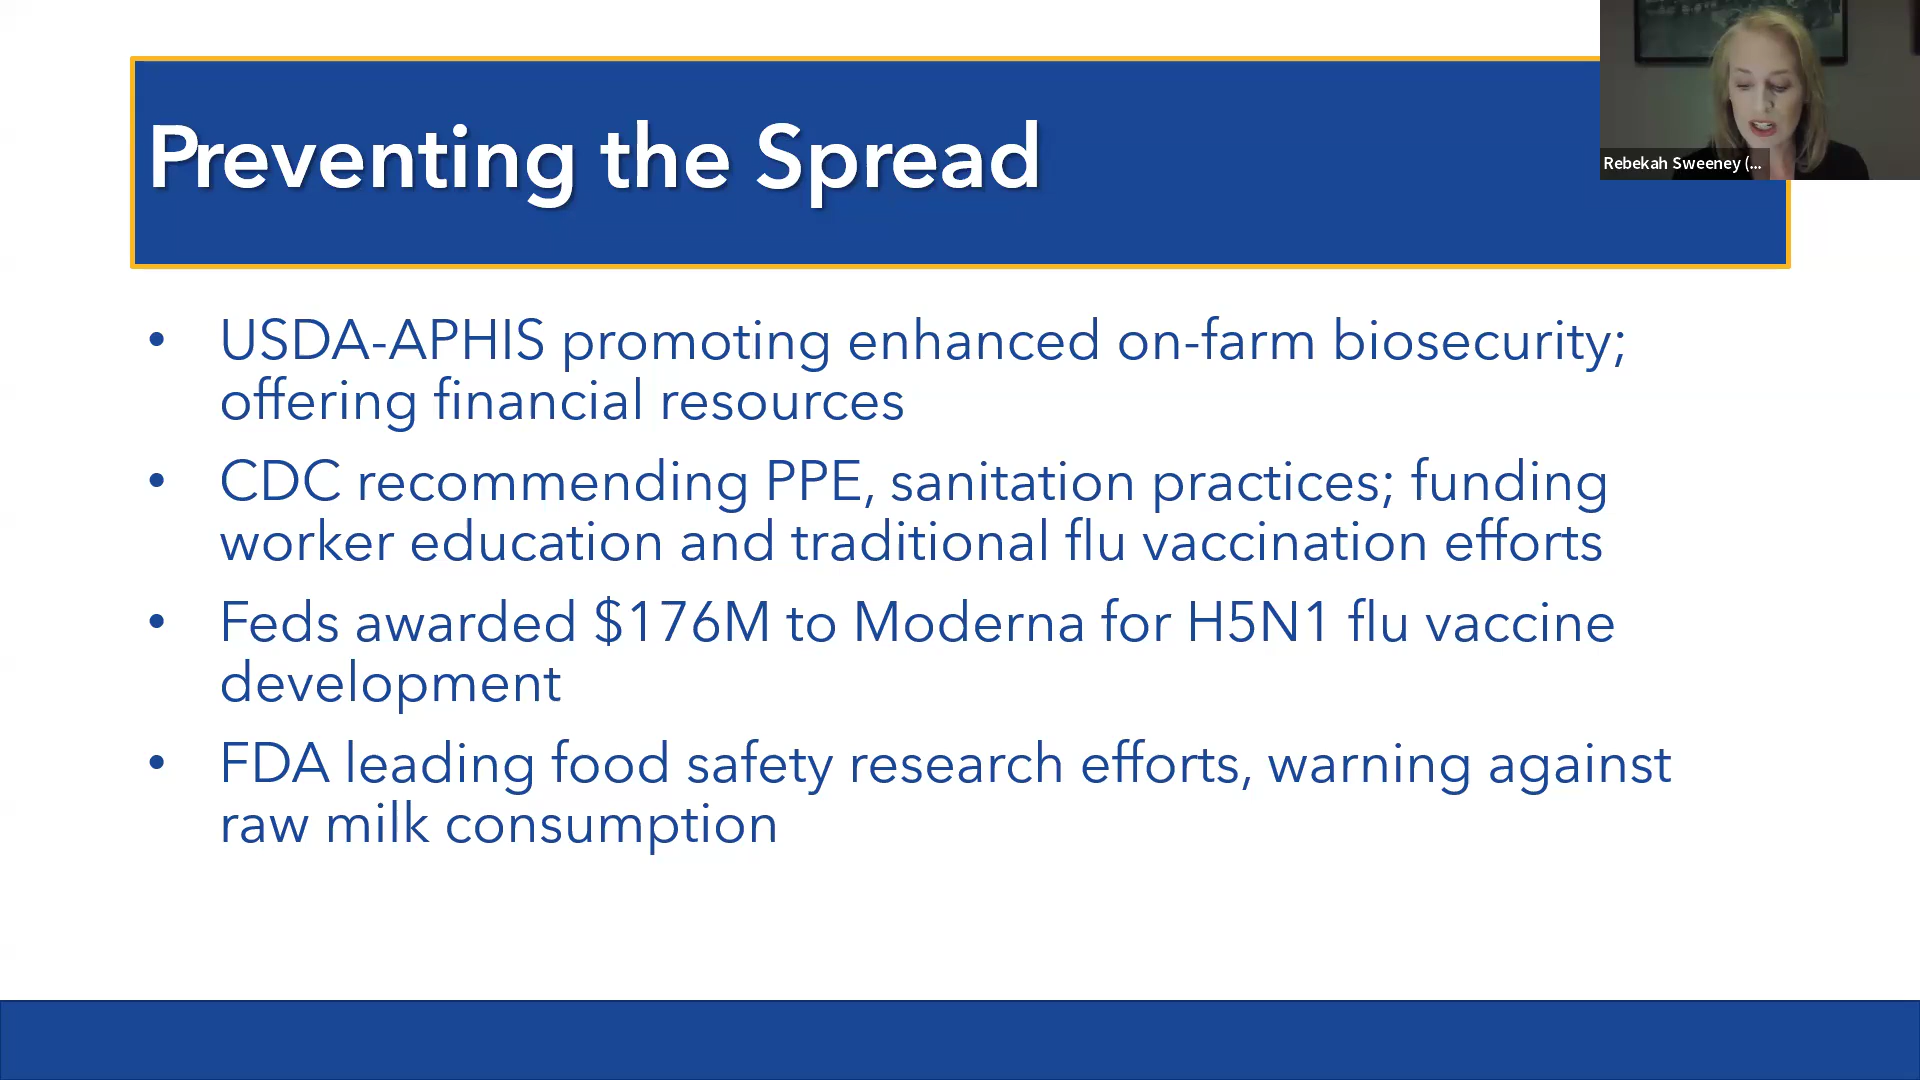 Preventing the Spread
Rebekah Sweeney (...
• USDA-APHIS promoting enhanced on-farm biosecurity;
offering financial resources
• CDC recommending PPE, sanitation practices; funding
worker education and traditional flu vaccination efforts
• Feds awarded $176M to Moderna for H5N1 flu vaccine
development
• FDA leading food safety research efforts, warning against
raw milk consumption